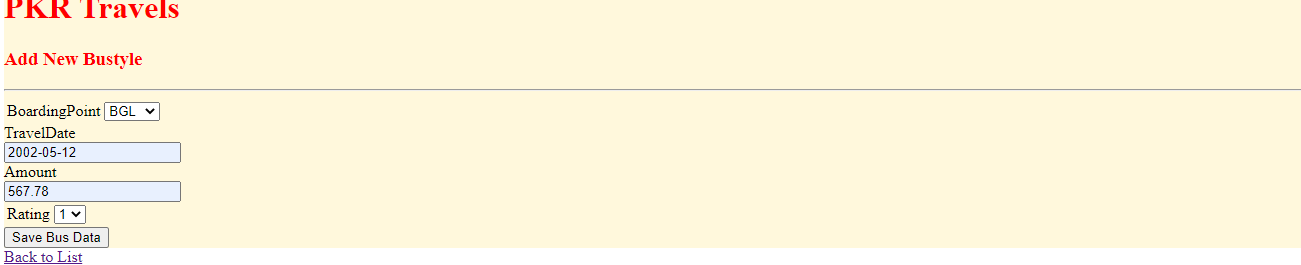 PKR Travels
Add New Bustyle
BoardingPoint BGL
TravelDate
2002-05-12
Amount
567.78
Rating 1
Save Bus Data
Back to List